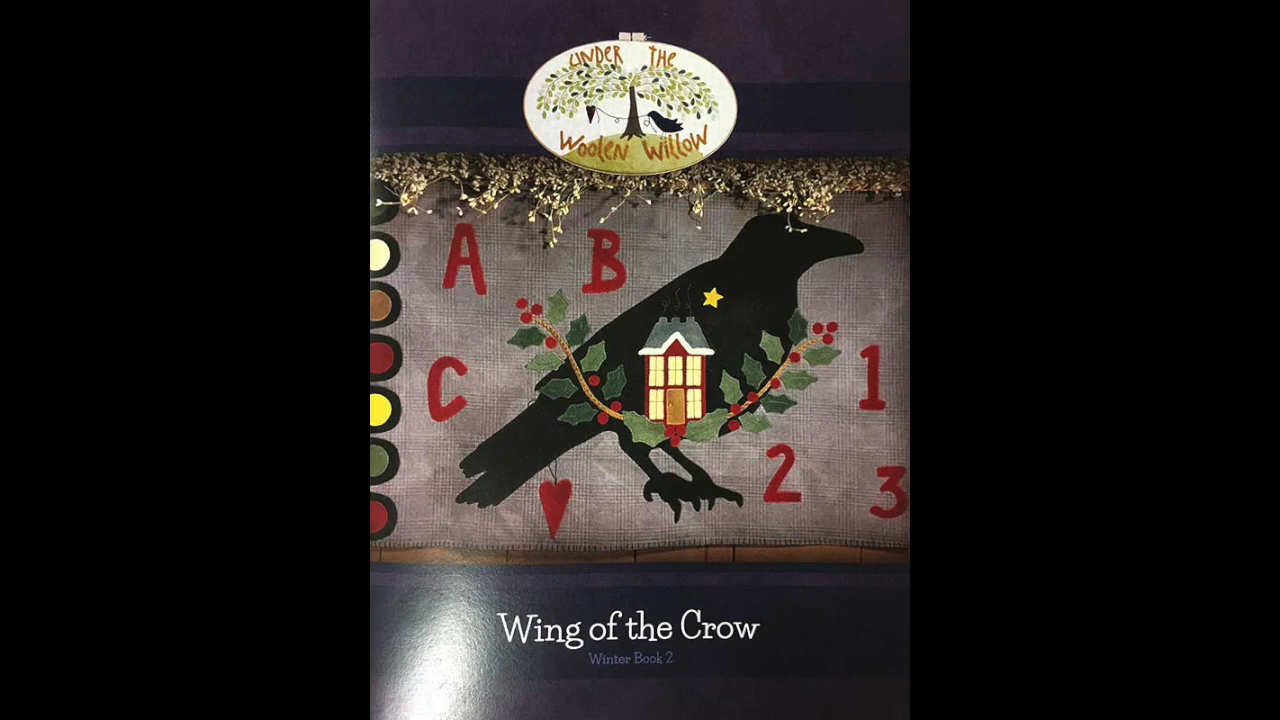 UNDER THE
Woolen Willow
A B
C 1
2
3
Wing of the Crow
Winter Book 2